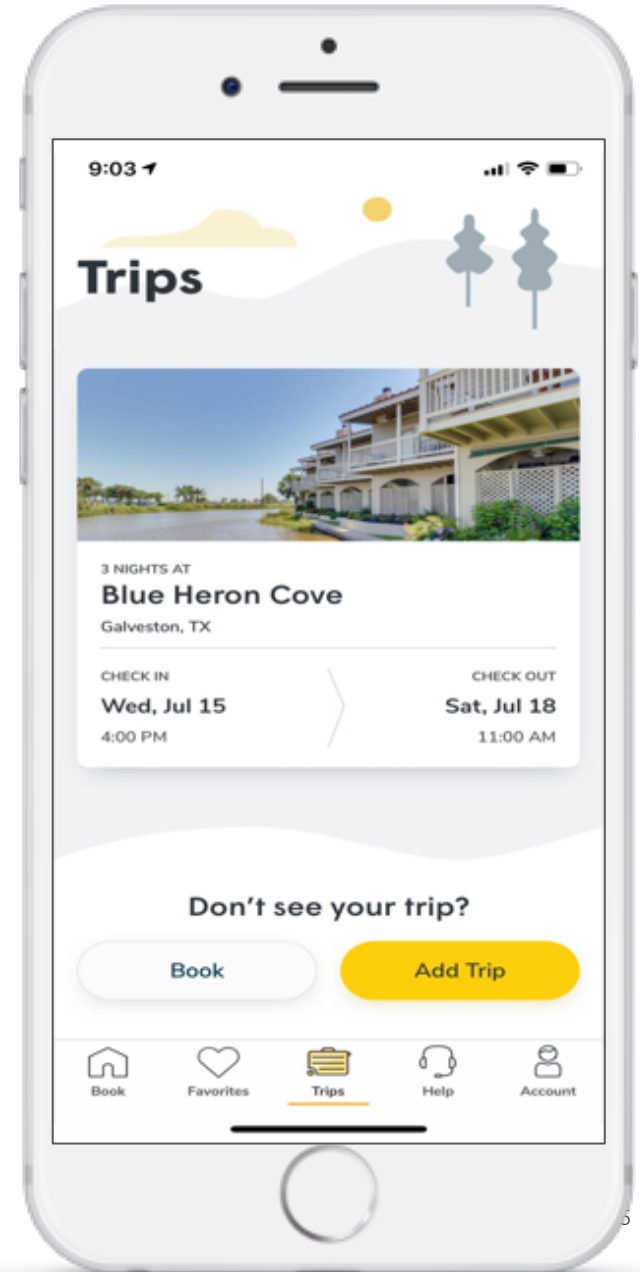 9:03
Trips
3 NIGHTS AT
Blue Heron Cove
Galveston, TX
CHECK IN CHECK OUT
Wed, Jul 15 Sat, Jul 18
4:00 PM 11:00 AM
Don't see your trip?
Book Add Trip
Book Favorites Trips Help Account